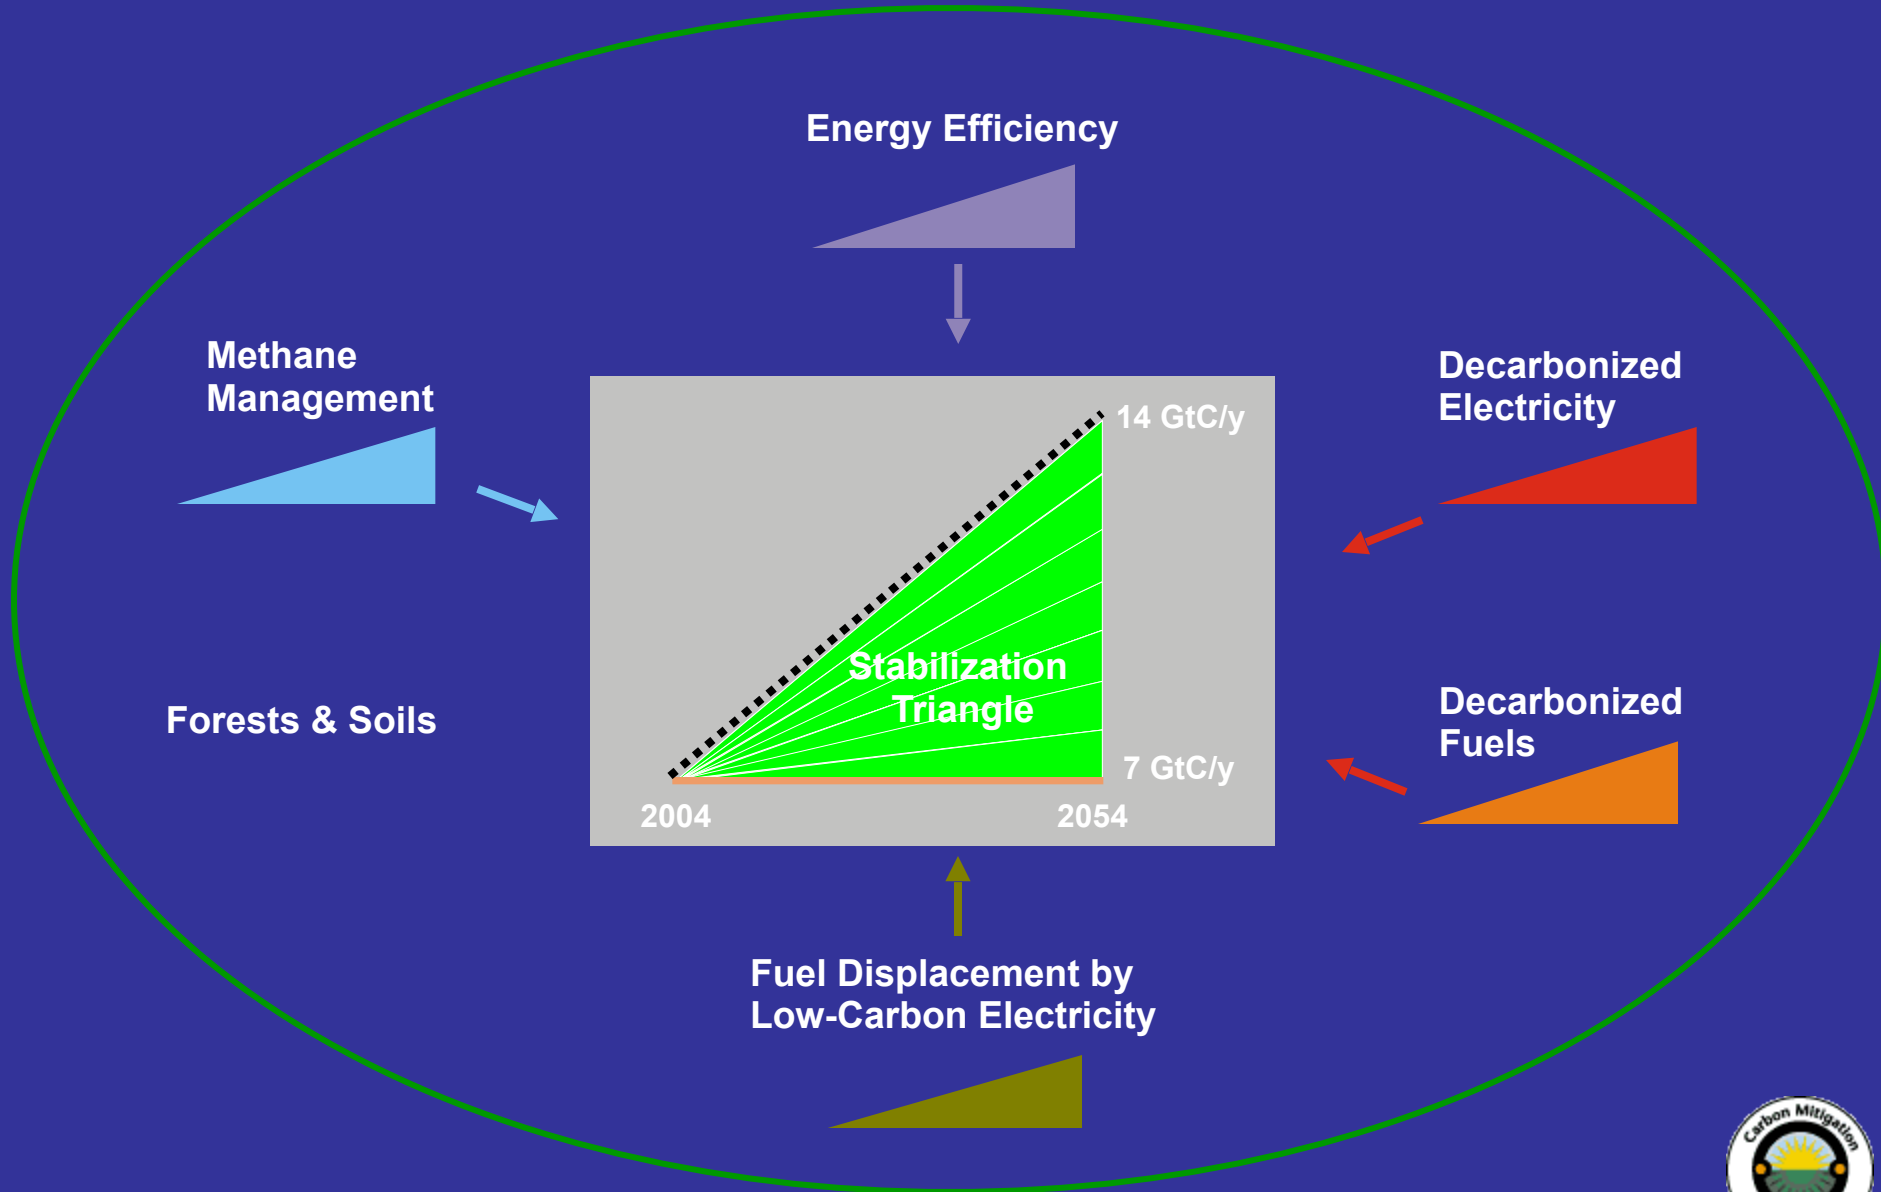 Energy Efficiency
Methane
Management
Decarbonized
Electricity
14 GtC/y
Stabilization
Triangle
Forests & Soils
Decarbonized
Fuels
7 GtC/y
2004
2054
Fuel Displacement by
Low-Carbon Electricity
Carbon Mitigation